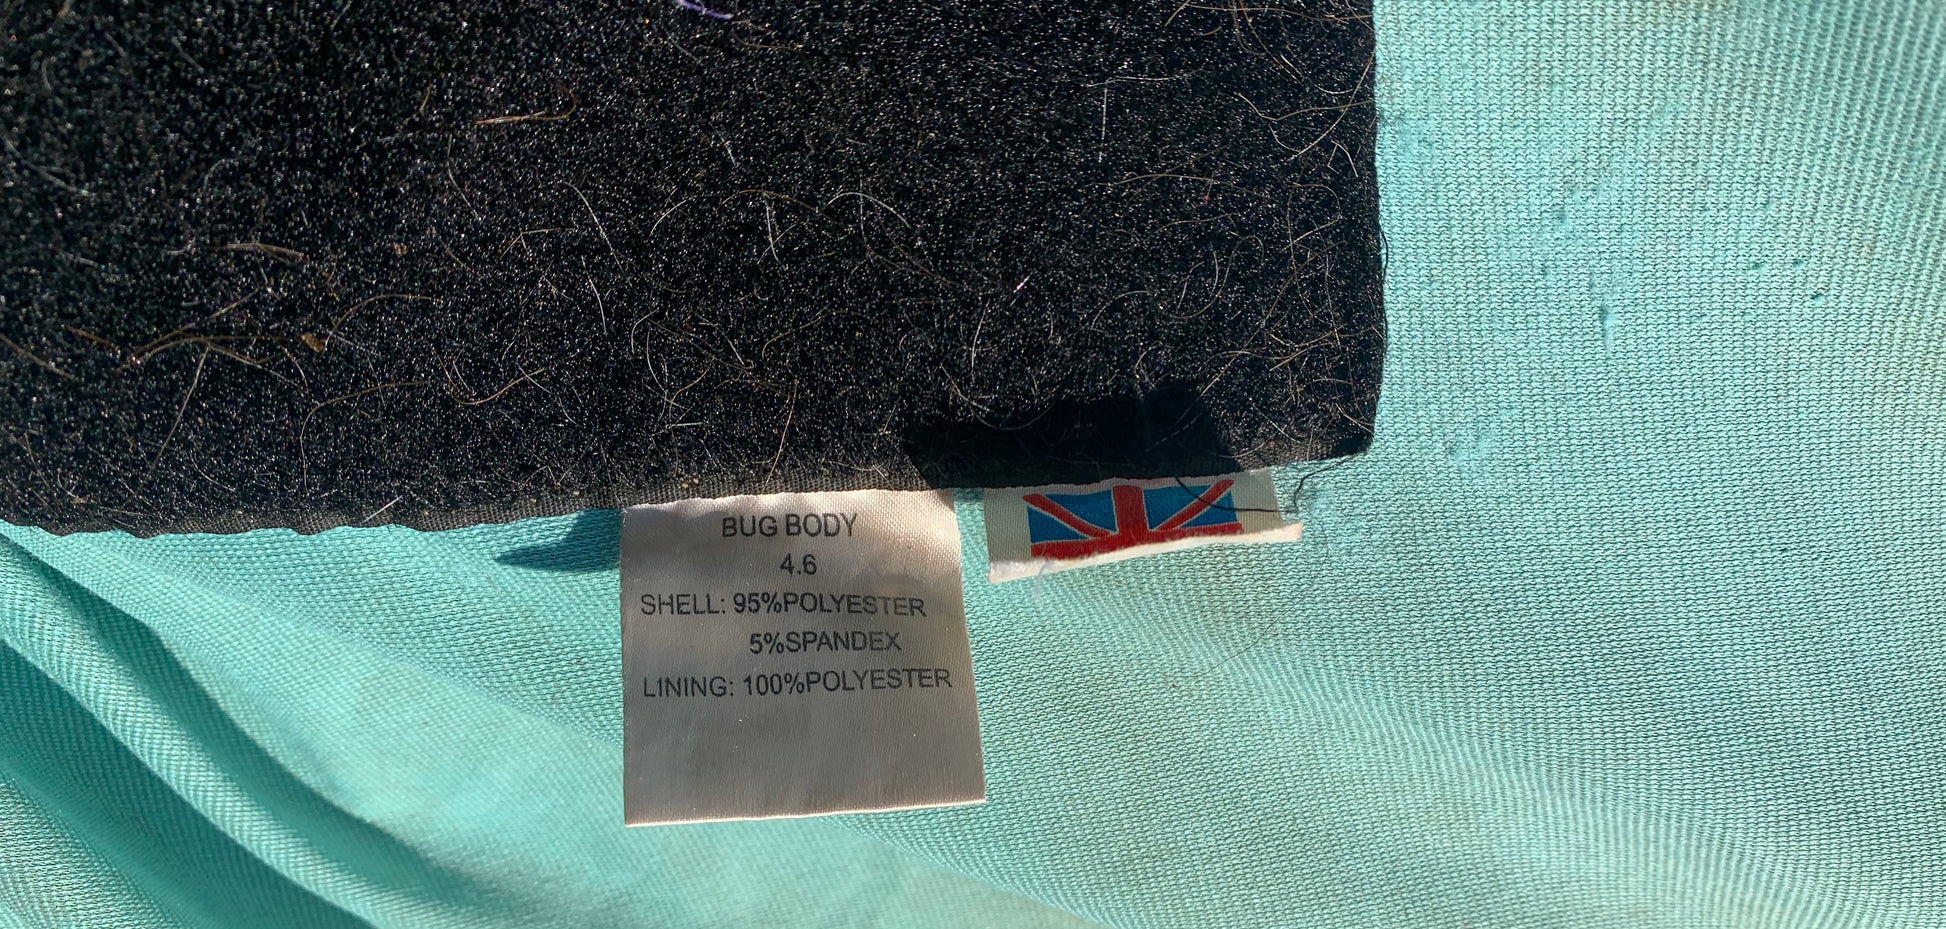 BUG BODY
4.6
SHELL: 95%POLYESTER
5%SPANDEX
LINING: 100%POLYESTER